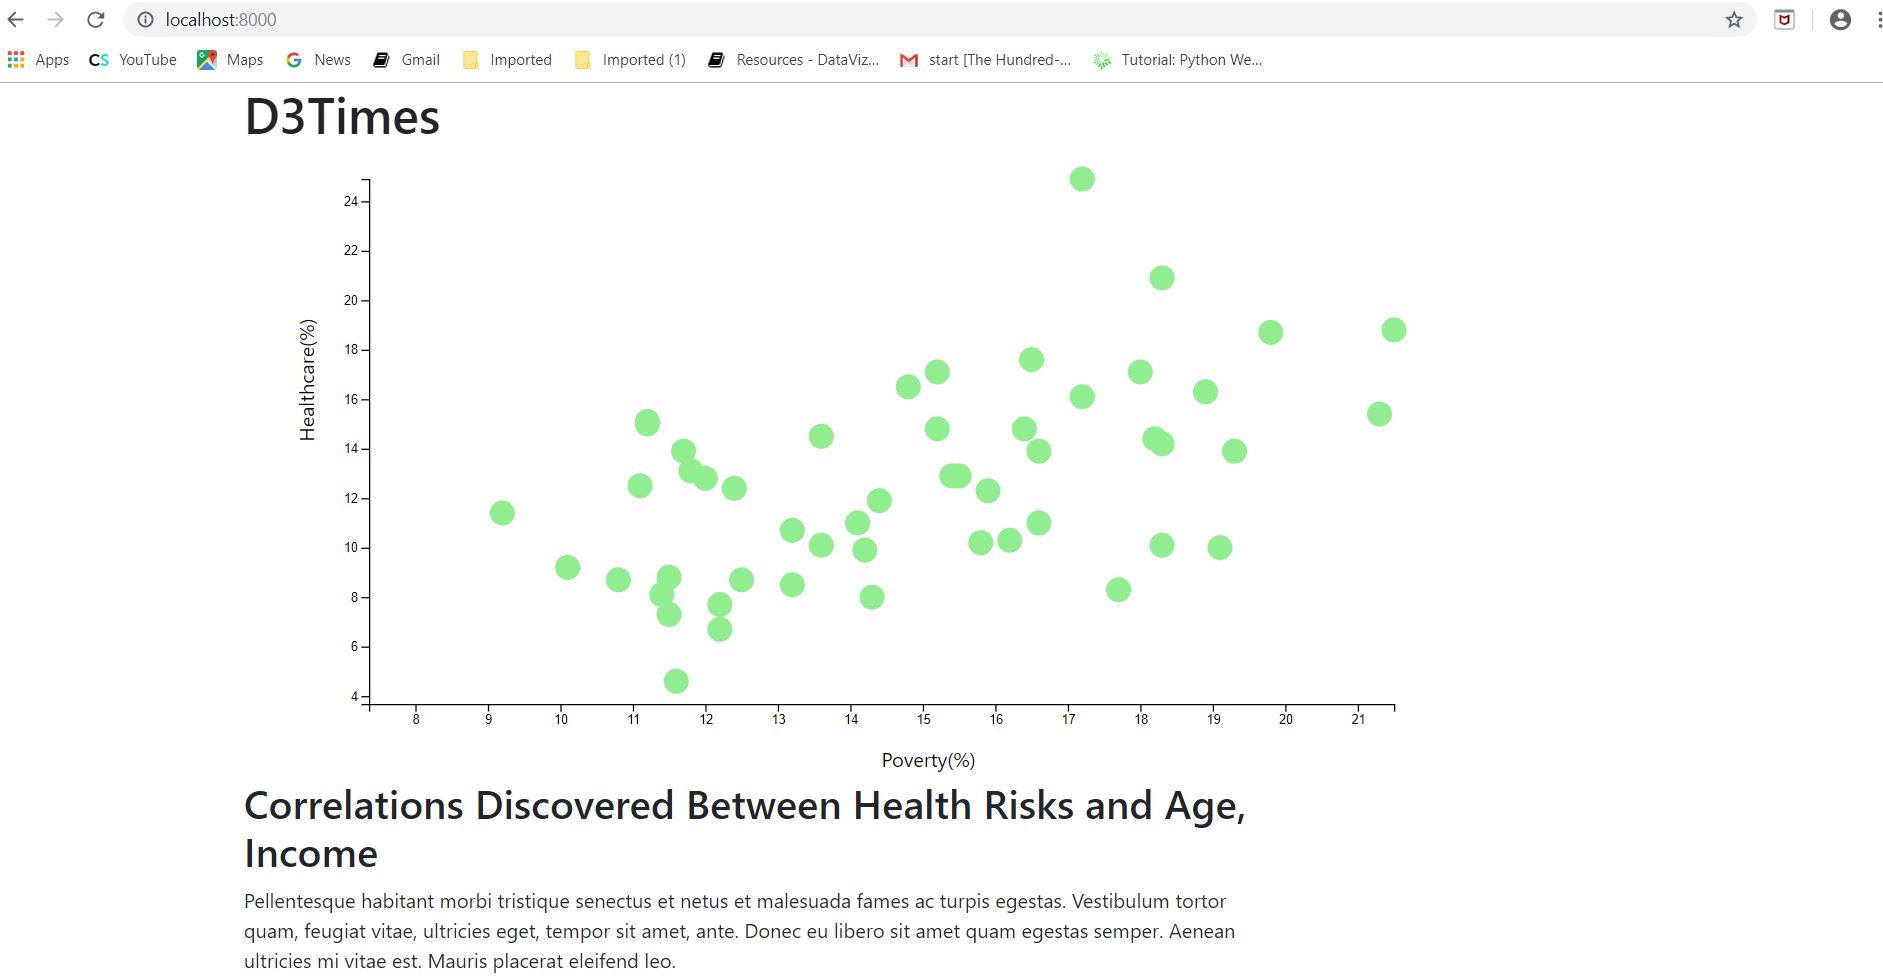 localhost:8000
Apps YouTube Maps News Gmail Imported Imported (1) Resources - DataViz... start [The Hundred-... Tutorial: Python We...
D3Times
24
22
20
18
16
14
12
10
8
6
4
Healthcare(%)
8 9 10 11 12 13 14 15 16 17 18 19 20 21
Poverty(%)
Correlations Discovered Between Health Risks and Age,
Income
Pellentesque habitant morbi tristique senectus et netus et malesuada fames ac turpis egestas. Vestibulum tortor
quam, feugiat vitae, ultricies eget, tempor sit amet, ante. Donec eu libero sit amet quam egestas semper. Aenean
ultricies mi vitae est. Mauris placerat eleifend leo.